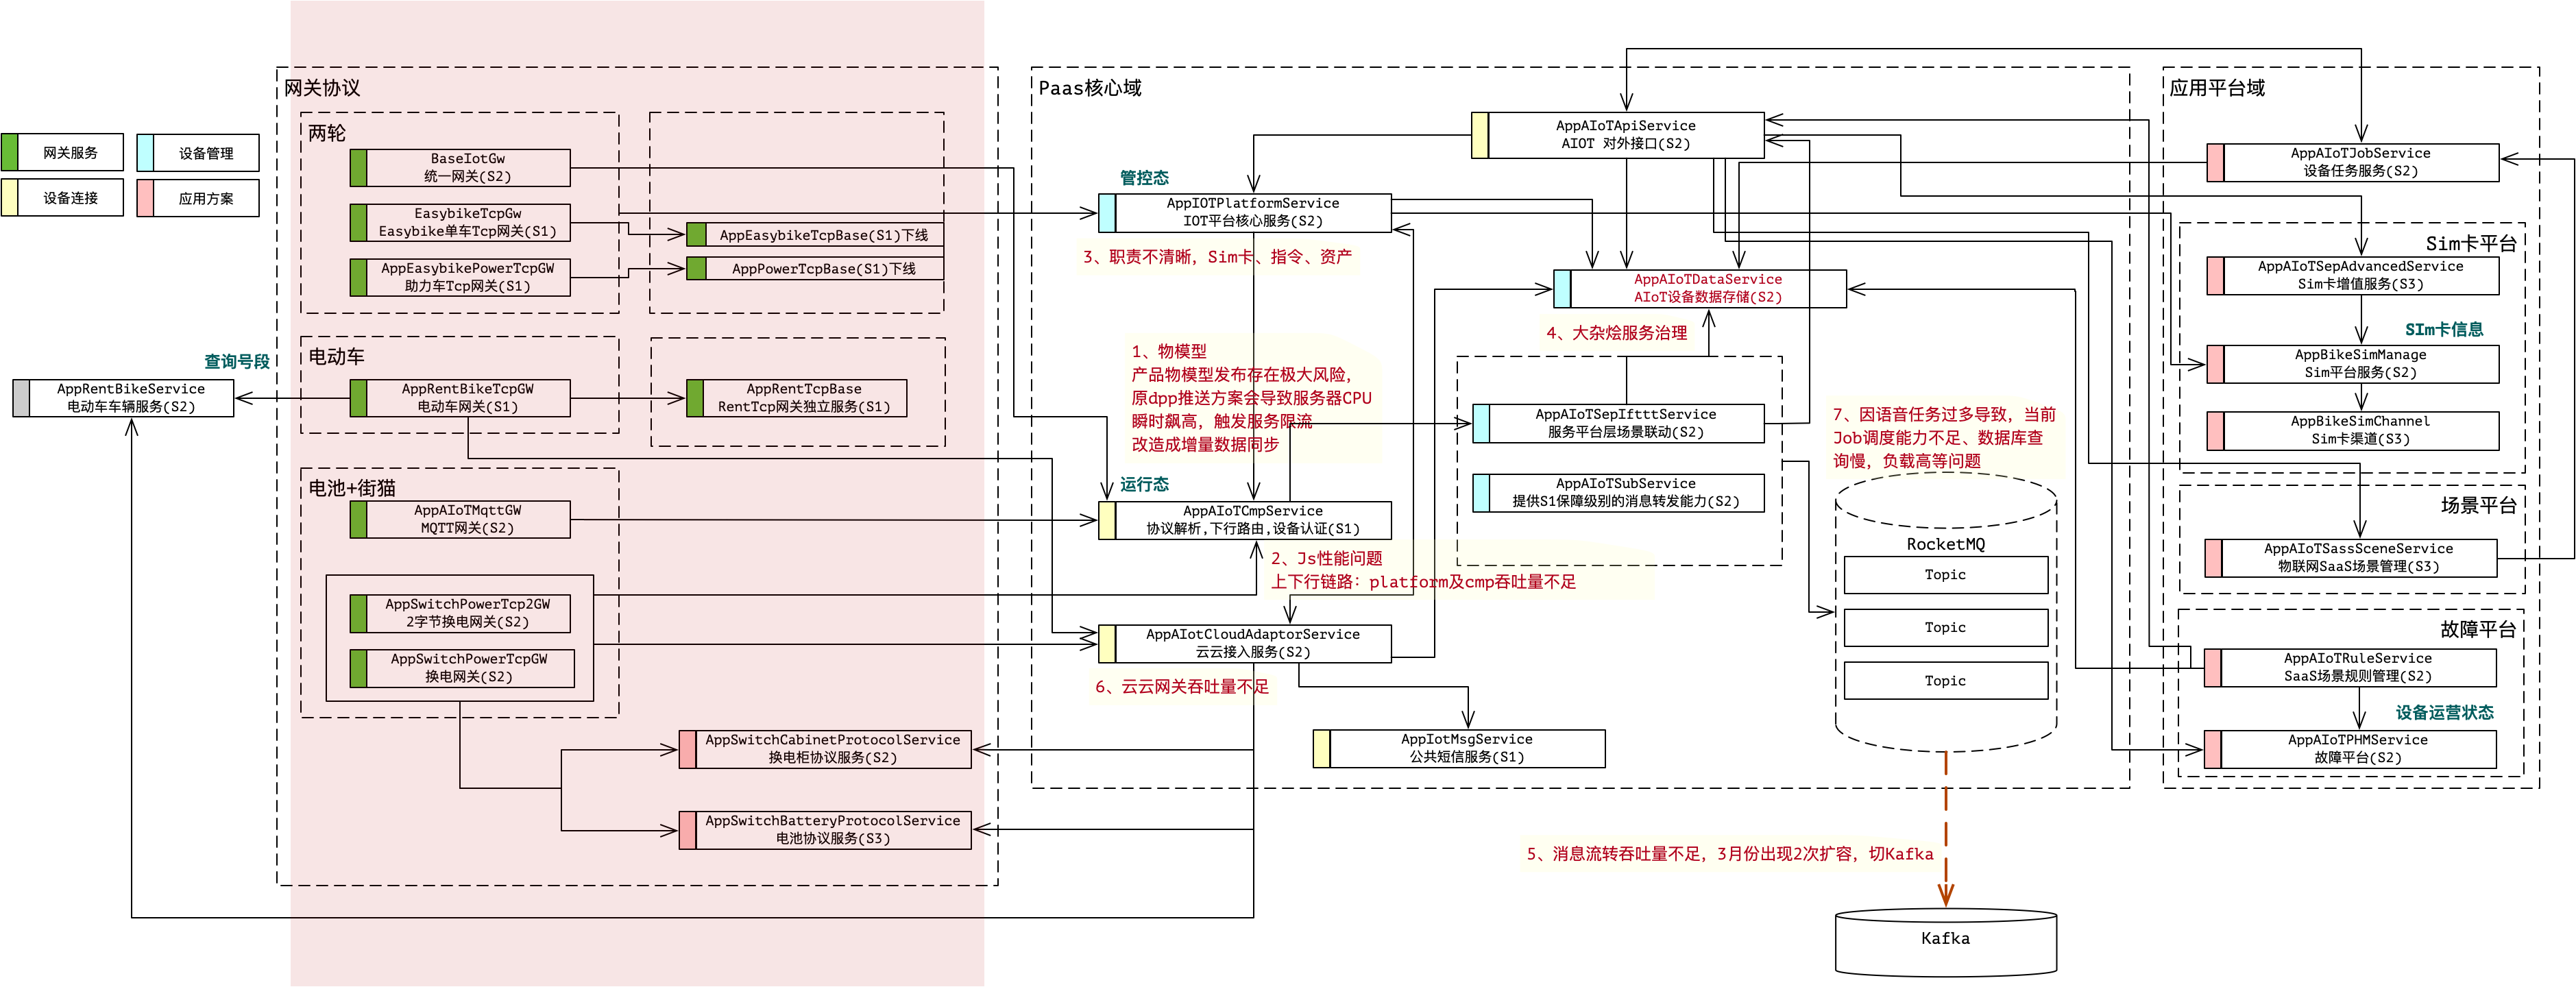 网关服务
设备管理
设备连接
应用方案
查询号段
AppRentBikeService
电动车车辆服务(S2)
网关协议
两轮
BaseIotGw
统一网关(S2)
EasybikeTcpGw
Easybike单车Tcp网关(S1)
AppEasybikePowerTcpGW
助力车Tcp网关(S1)
AppEasybikeTcpBase(S1)下线
AppPowerTcpBase(S1)下线
电动车
AppRentBikeTcpGW
电动车网关(S1)
AppRentTcpBase
RentTcp网关独立服务(S1)
电池+街猫
AppAIoTMqttGW
MQTT网关(S2)
AppSwitchPowerTcp2GW
2字节换电网关(S2)
AppSwitchPowerTcpGW
换电网关(S2)
AppSwitchCabinetProtocolService
换电柜协议服务(S2)
AppSwitchBatteryProtocolService
电池协议服务(S3)
Paas核心域
AppAIoTApiService
AIOT 对外接口(S2)
管控态
AppIOTPlatformService
IOT平台核心服务(S2)
3、职责不清晰，Sim卡、指令、资产
AppAIoTDataService
AIoT设备数据存储(S2)
4、大杂烩服务治理
1、物模型
产品物模型发布存在极大风险，
原dpp推送方案会导致服务器CPU
瞬时飙高，触发服务限流
改造成增量数据同步
AppAIoTSepIftttService
服务平台层场景联动(S2)
AppAIoTSubService
提供S1保障级别的消息转发能力(S2)
运行态
AppAIoTCmpService
协议解析,下行路由,设备认证(S1)
2、Js性能问题
上下行链路：platform及cmp吞吐量不足
AppAIotCloudAdaptorService
云云接入服务(S2)
6、云云网关吞吐量不足
AppIotMsgService
公共短信服务(S1)
7、因语音任务过多导致，当前
Job调度能力不足、数据库查
询慢，负载高等问题
RocketMQ
Topic
Topic
Topic
5、消息流转吞吐量不足，3月份出现2次扩容，切Kafka
Kafka
应用平台域
AppAIoTJobService
设备任务服务(S2)
Sim卡平台
AppAIoTSepAdvancedService
Sim卡增值服务(S3)
SIm卡信息
AppBikeSimManage
Sim平台服务(S2)
AppBikeSimChannel
Sim卡渠道(S3)
场景平台
AppAIoTSassSceneService
物联网SaaS场景管理(S3)
故障平台
AppAIoTRuleService
SaaS场景规则管理(S2)
设备运营状态
AppAIoTPHMService
故障平台(S2)